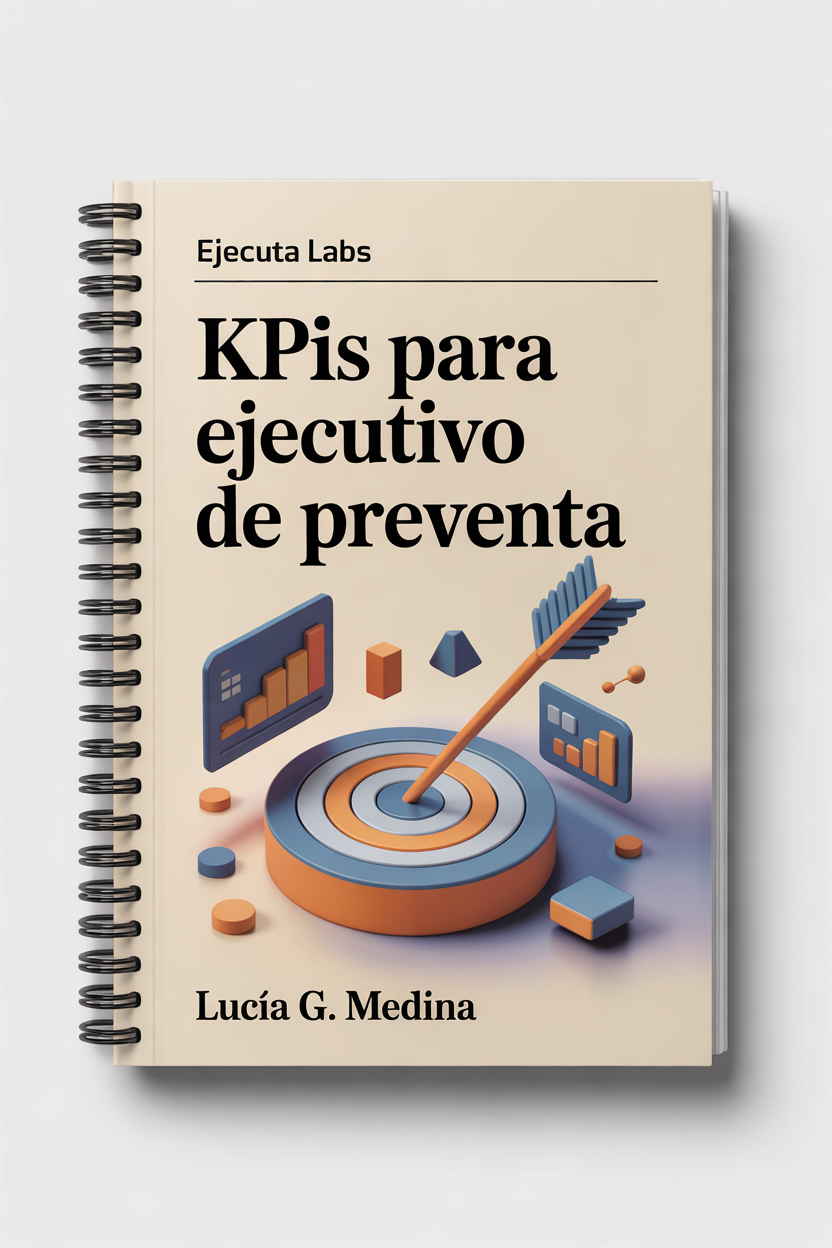 Ejecuta Labs
KPis para
ejecutivo
de preventa
Lucía G. Medina